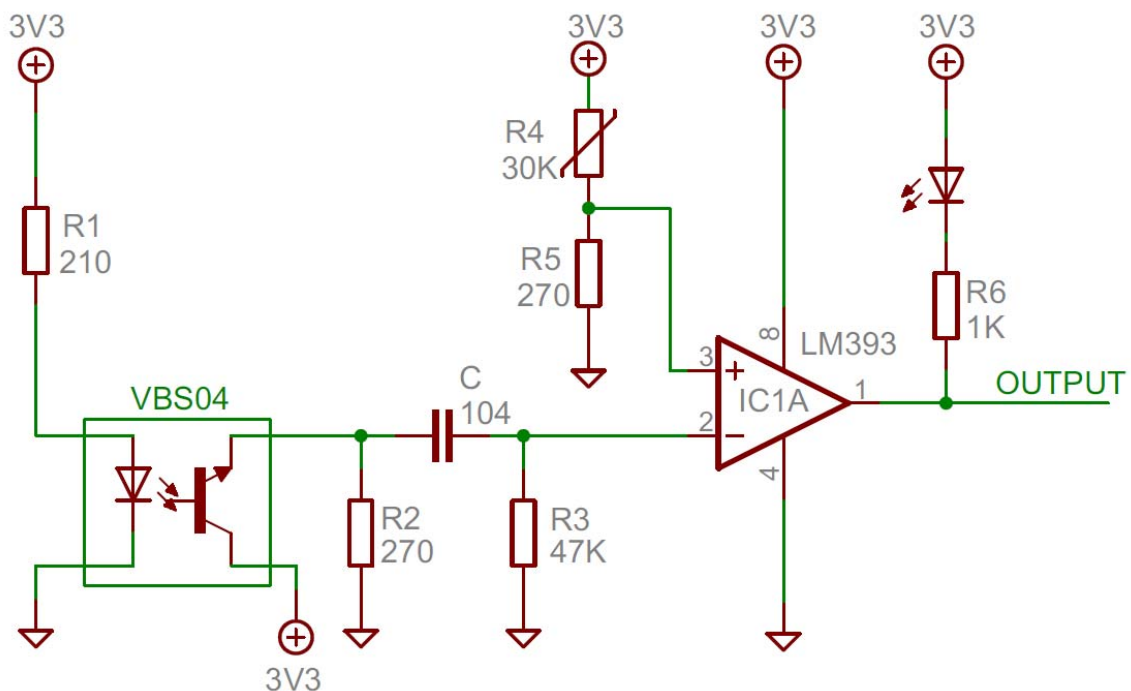 3V3
3V3
3V3
3V3
R4
30K
R1
210
R5
270
R6
1K
8
LM393
3
+
IC1A
1
OUTPUT
2
−
4
VBS04
C
104
R2
270
R3
47K
3V3